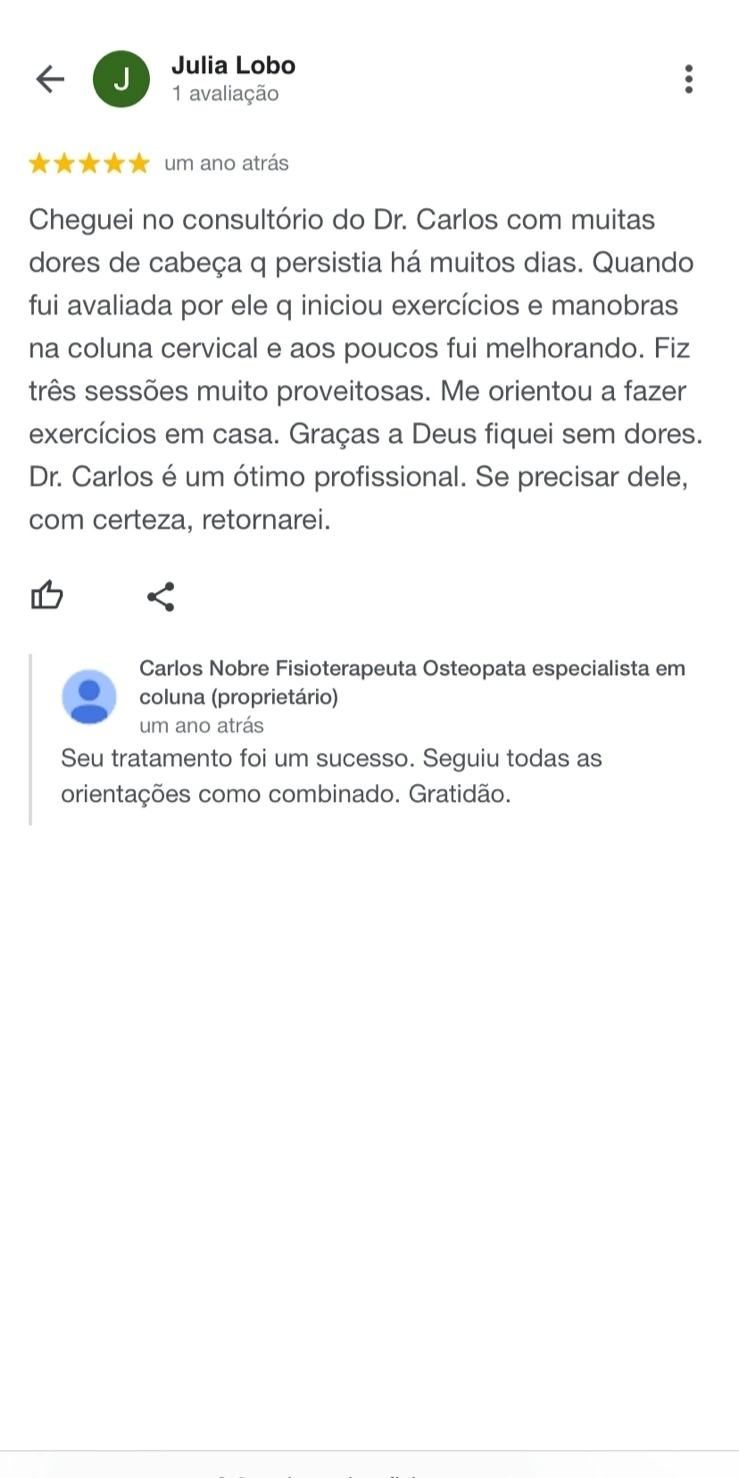 J
Julia Lobo
1 avaliação
um ano atrás
Cheguei no consultório do Dr. Carlos com muitas
dores de cabeça q persistia há muitos dias. Quando
fui avaliada por ele q iniciou exercícios e manobras
na coluna cervical e aos poucos fui melhorando. Fiz
três sessões muito proveitosas. Me orientou a fazer
exercícios em casa. Graças a Deus fiquei sem dores.
Dr. Carlos é um ótimo profissional. Se precisar dele,
com certeza, retornarei.
Carlos Nobre Fisioterapeuta Osteopata especialista em
coluna (proprietário)
um ano atrás
Seu tratamento foi um sucesso. Seguiu todas as
orientações como combinado. Gratidão.